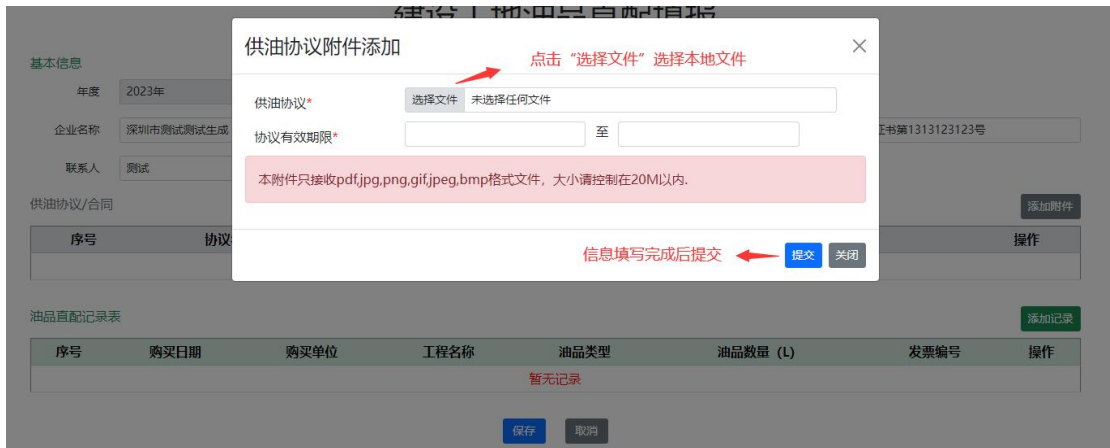 建设工地油品直配填报
供油协议附件添加
点击“选择文件”选择本地文件
基本信息
年度 2023年
供油协议* 选择文件 未选择任何文件
企业名称 深圳市测试测试生成 证书第1313123123号
协议有效期限* 至
联系人 测试
本附件只接收pdf,jpg,png,gif,jpeg,bmp格式文件，大小请控制在20M以内.
供油协议/合同 添加附件
序号 协议 操作
信息填写完成后提交 提交 关闭
油品直配记录表 添加记录
序号 购买日期 购买单位 工程名称 油品类型 油品数量 (L) 发票编号 操作
暂无记录
保存 取消